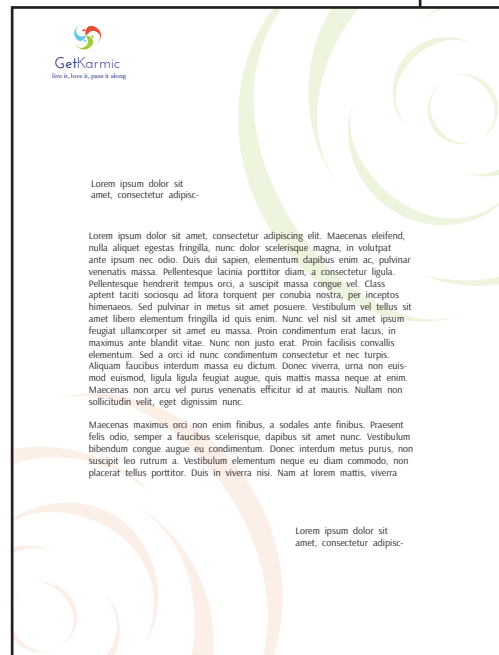 GetKarmic
live it, love it, pass it along
Lorem ipsum dolor sit
amet, consectetur adipisc-
Lorem ipsum dolor sit amet, consectetur adipiscing elit. Maecenas eleifend,
nulla aliquet egestas fringilla, nunc dolor scelerisque magna, in volutpat
ante ipsum nec odio. Duis dui sapien, elementum dapibus enim ac, pulvinar
venenatis massa. Pellentesque lacinia porttitor diam, a consectetur ligula.
Pellentesque hendrerit tempus orci, a suscipit massa congue vel. Class
aptent taciti sociosqu ad litora torquent per conubia nostra, per inceptos
himenaeos. Sed pulvinar in metus sit amet posuere. Vestibulum vel tellus sit
amet libero elementum fringilla id quis enim. Nunc vel nisl sit amet ipsum
feugiat ullamcorper sit amet eu massa. Proin condimentum erat lacus, in
maximus ante blandit vitae. Nunc non justo erat. Proin facilisis convallis
elementum. Sed a orci id nunc condimentum consectetur et nec turpis.
Aliquam faucibus interdum massa eu dictum. Donec viverra, urna non euis-
mod euismod, ligula ligula feugiat augue, quis mattis massa neque at enim.
Maecenas non arcu vel purus venenatis efficitur id at mauris. Nullam non
sollicitudin velit, eget dignissim nunc.
Maecenas maximus orci non enim finibus, a sodales ante finibus. Praesent
felis odio, semper a faucibus scelerisque, dapibus sit amet nunc. Vestibulum
bibendum congue augue eu condimentum. Donec interdum metus purus, non
suscipit leo rutrum a. Vestibulum elementum neque eu diam commodo, non
placerat tellus porttitor. Duis in viverra nisi. Nam at lorem mattis, viverra
Lorem ipsum dolor sit
amet, consectetur adipisc-